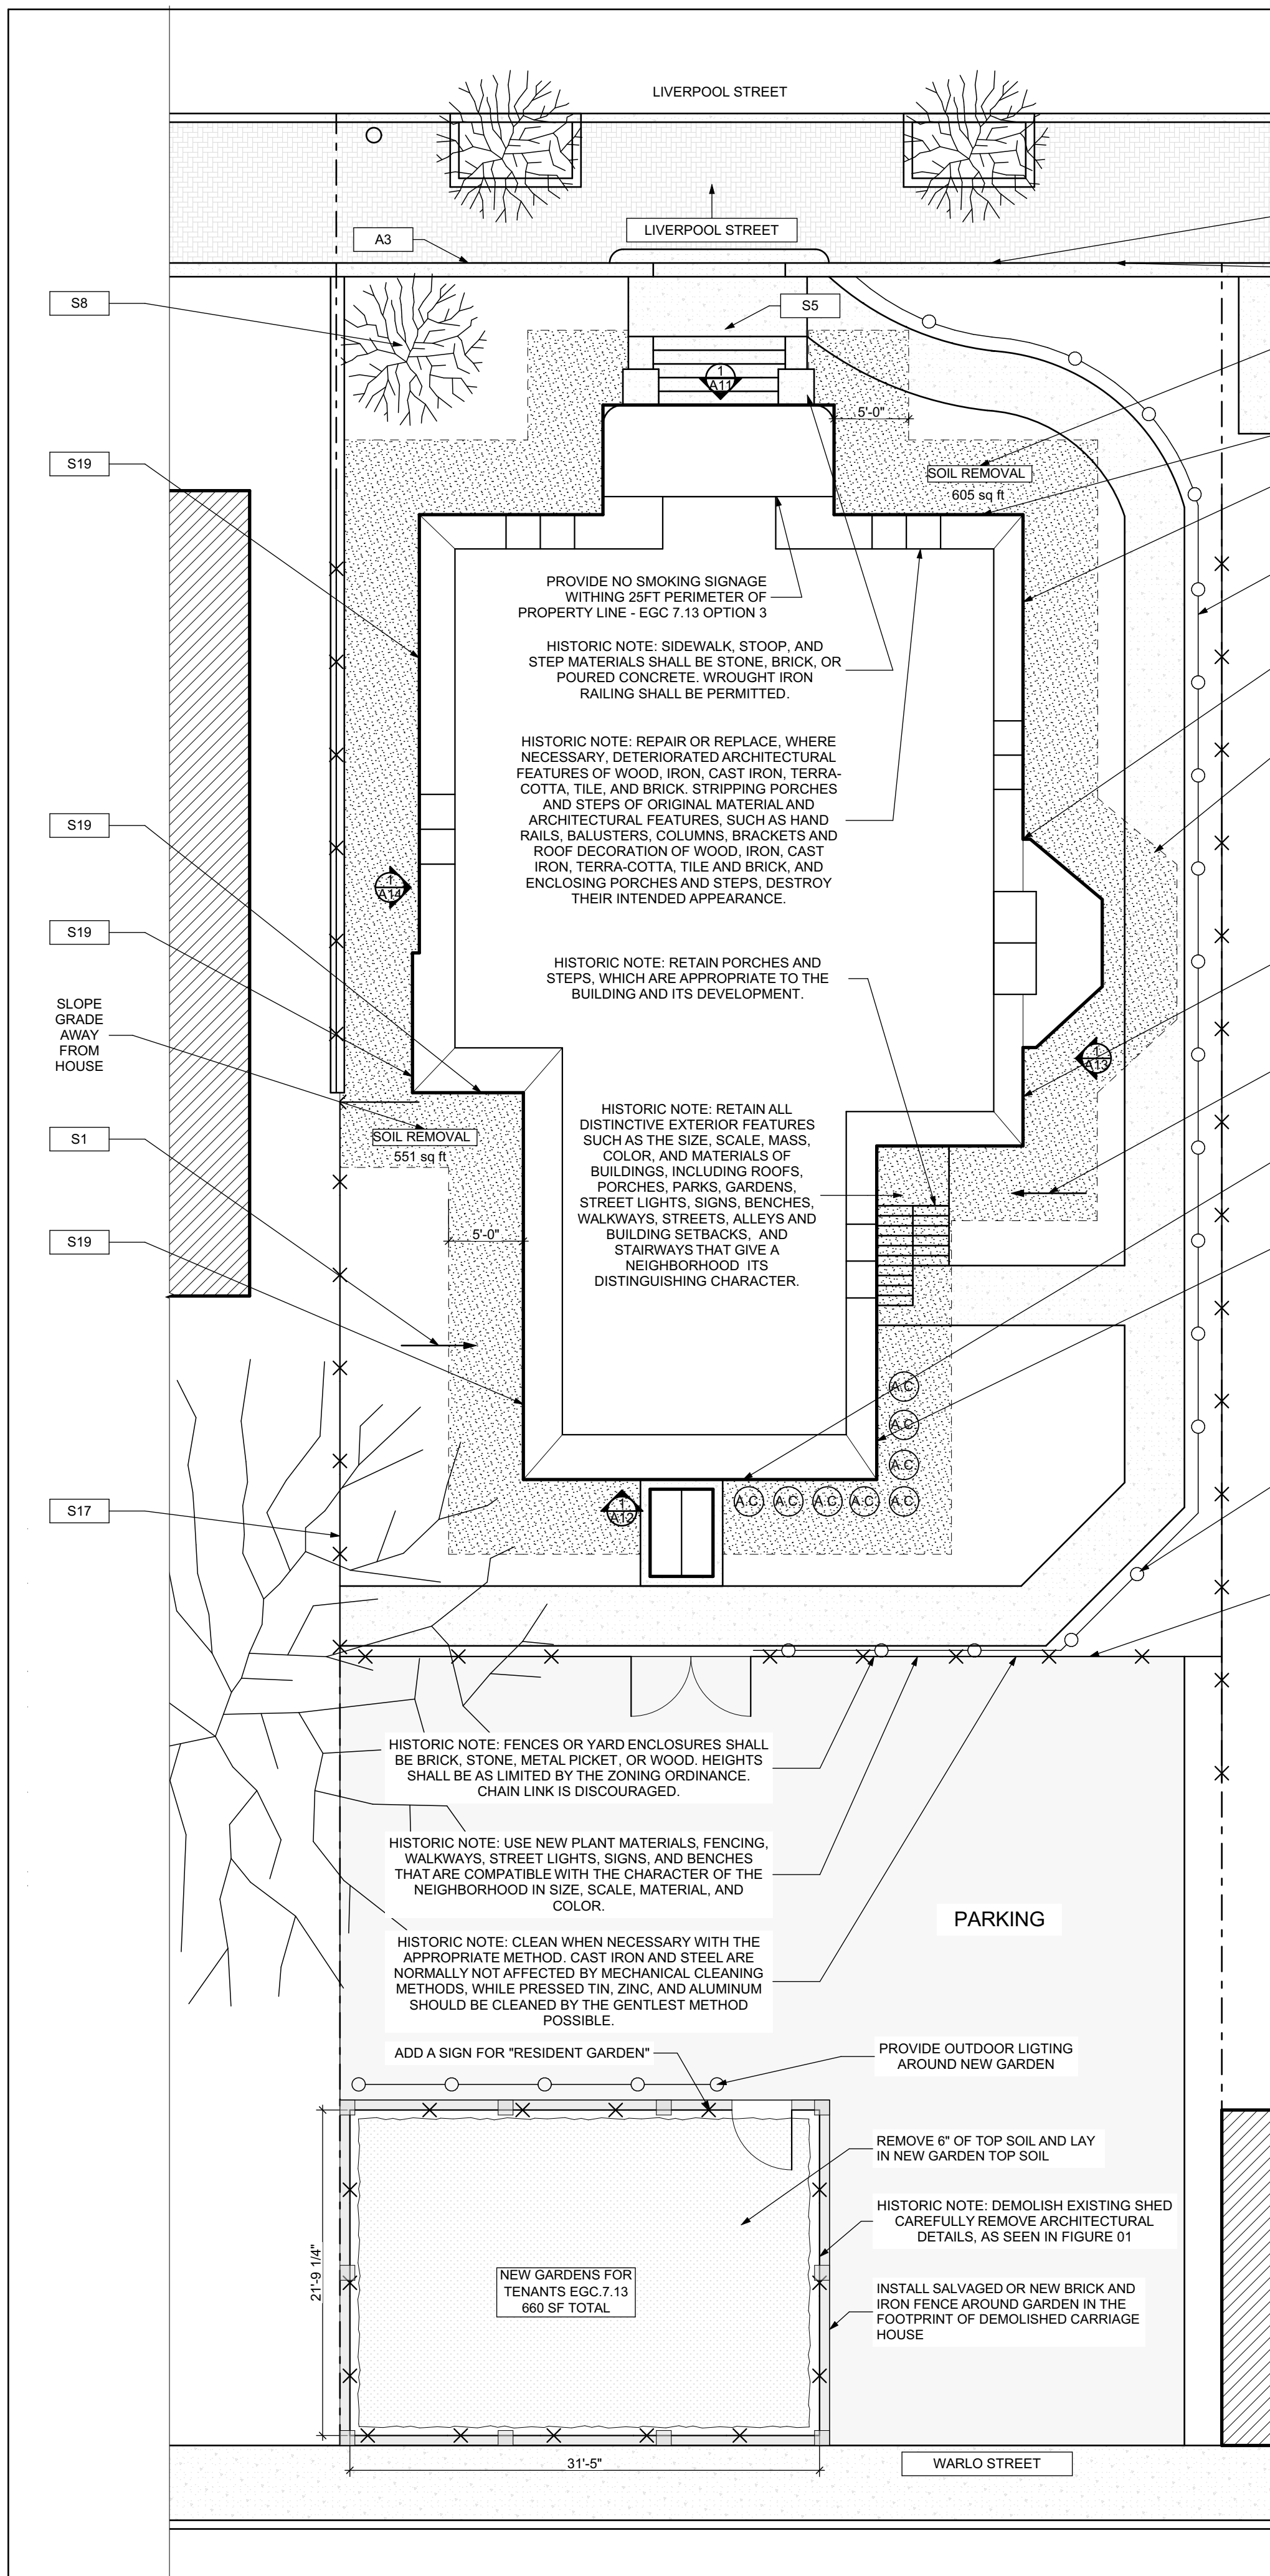 LIVERPOOL STREET
LIVERPOOL STREET
A3
S8
S5
1
A11
5'-0"
S19
SOIL REMOVAL
605 sq ft
PROVIDE NO SMOKING SIGNAGE
WITHING 25FT PERIMETER OF
PROPERTY LINE - EGC 7.13 OPTION 3
HISTORIC NOTE: SIDEWALK, STOOP, AND
STEP MATERIALS SHALL BE STONE, BRICK, OR
POURED CONCRETE. WROUGHT IRON
RAILING SHALL BE PERMITTED.
HISTORIC NOTE: REPAIR OR REPLACE, WHERE
NECESSARY, DETERIORATED ARCHITECTURAL
FEATURES OF WOOD, IRON, CAST IRON, TERRA-
COTTA, TILE, AND BRICK. STRIPPING PORCHES
AND STEPS OF ORIGINAL MATERIAL AND
ARCHITECTURAL FEATURES, SUCH AS HAND
RAILS, BALUSTERS, COLUMNS, BRACKETS AND
ROOF DECORATION OF WOOD, IRON, CAST
IRON, TERRA-COTTA, TILE AND BRICK, AND
ENCLOSING PORCHES AND STEPS, DESTROY
THEIR INTENDED APPEARANCE.
S19
1
A14
S19
HISTORIC NOTE: RETAIN PORCHES AND
STEPS, WHICH ARE APPROPRIATE TO THE
BUILDING AND ITS DEVELOPMENT.
SLOPE
GRADE
AWAY
FROM
HOUSE
1
A13
SOIL REMOVAL
551 sq ft
S1
HISTORIC NOTE: RETAIN ALL
DISTINCTIVE EXTERIOR FEATURES
SUCH AS THE SIZE, SCALE, MASS,
COLOR, AND MATERIALS OF
BUILDINGS, INCLUDING ROOFS,
PORCHES, PARKS, GARDENS,
STREET LIGHTS, SIGNS, BENCHES,
WALKWAYS, STREETS, ALLEYS AND
BUILDING SETBACKS, AND
STAIRWAYS THAT GIVE A
NEIGHBORHOOD ITS
DISTINGUISHING CHARACTER.
5'-0"
S19
A.C.
A.C.
A.C.
A.C.
A.C.
A.C.
A.C.
A.C.
1
A12
S17
HISTORIC NOTE: FENCES OR YARD ENCLOSURES SHALL
BE BRICK, STONE, METAL PICKET, OR WOOD. HEIGHTS
SHALL BE AS LIMITED BY THE ZONING ORDINANCE.
CHAIN LINK IS DISCOURAGED.
HISTORIC NOTE: USE NEW PLANT MATERIALS, FENCING,
WALKWAYS, STREET LIGHTS, SIGNS, AND BENCHES
THAT ARE COMPATIBLE WITH THE CHARACTER OF THE
NEIGHBORHOOD IN SIZE, SCALE, MATERIAL, AND
COLOR.
PARKING
HISTORIC NOTE: CLEAN WHEN NECESSARY WITH THE
APPROPRIATE METHOD. CAST IRON AND STEEL ARE
NORMALLY NOT AFFECTED BY MECHANICAL CLEANING
METHODS, WHILE PRESSED TIN, ZINC, AND ALUMINUM
SHOULD BE CLEANED BY THE GENTLEST METHOD
POSSIBLE.
ADD A SIGN FOR "RESIDENT GARDEN"
PROVIDE OUTDOOR LIGTING
AROUND NEW GARDEN
REMOVE 6" OF TOP SOIL AND LAY
IN NEW GARDEN TOP SOIL
HISTORIC NOTE: DEMOLISH EXISTING SHED
CAREFULLY REMOVE ARCHITECTURAL
DETAILS, AS SEEN IN FIGURE 01
21'-9 1/4"
NEW GARDENS FOR
TENANTS EGC.7.13
660 SF TOTAL
INSTALL SALVAGED OR NEW BRICK AND
IRON FENCE AROUND GARDEN IN THE
FOOTPRINT OF DEMOLISHED CARRIAGE
HOUSE
31'-5"
WARLO STREET